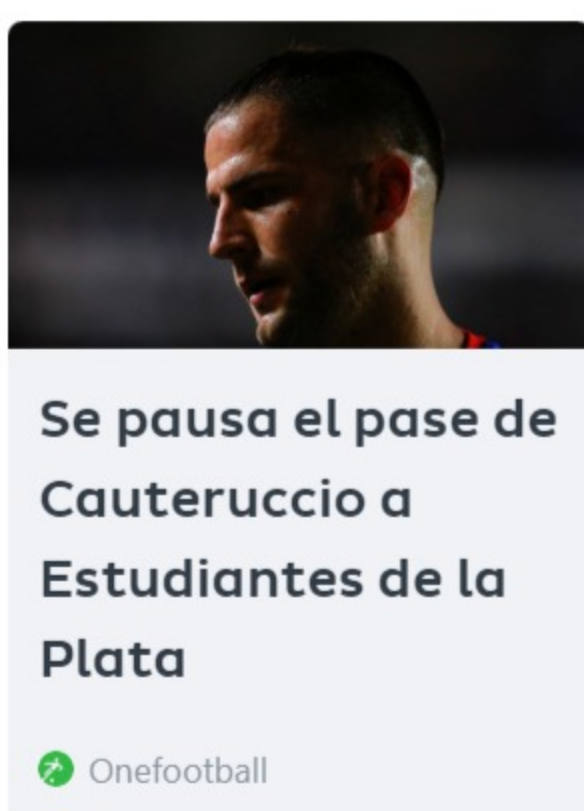 Se pausa el pase de
Cauteruccio a
Estudiantes de la
Plata
Onefootball